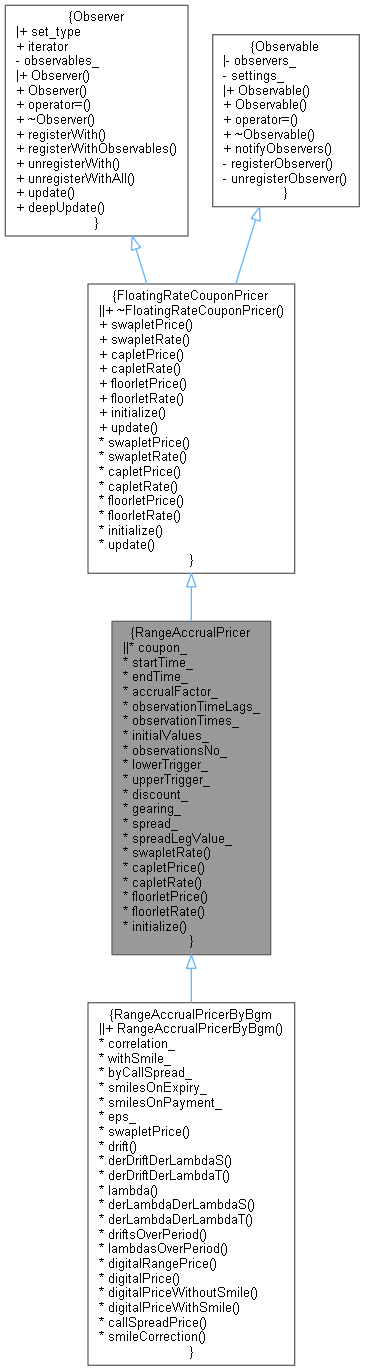 {Observer
|+ set_type
+ iterator
- observables_
|+ Observer()
+ Observer()
+ operator=()
+ ~Observer()
+ registerWith()
+ registerWithObservables()
+ unregisterWith()
+ unregisterWithAll()
+ update()
+ deepUpdate()
}
{Observable
|- observers_
- settings_
|+ Observable()
+ Observable()
+ operator=()
+ ~Observable()
+ notifyObservers()
- registerObserver()
- unregisterObserver()
}
{FloatingRateCouponPricer
||+ ~FloatingRateCouponPricer()
+ swapletPrice()
+ swapletRate()
+ capletPrice()
+ capletRate()
+ floorletPrice()
+ floorletRate()
+ initialize()
+ update()
* swapletPrice()
* swapletRate()
* capletPrice()
* capletRate()
* floorletPrice()
* floorletRate()
* initialize()
* update()
}
{RangeAccrualPricer
||* coupon_
* startTime_
* endTime_
* accrualFactor_
* observationTimeLags_
* observationTimes_
* initialValues_
* observationsNo_
* lowerTrigger_
* upperTrigger_
* discount_
* gearing_
* spread_
* spreadLegValue_
* swapletRate()
* capletPrice()
* capletRate()
* floorletPrice()
* floorletRate()
* initialize()
}
{RangeAccrualPricerByBgm
||+ RangeAccrualPricerByBgm()
* correlation_
* withSmile_
* byCallSpread_
* smilesOnExpiry_
* smilesOnPayment_
* eps_
* swapletPrice()
* drift()
* derDriftDerLambdaS()
* derDriftDerLambdaT()
* lambda()
* derLambdaDerLambdaS()
* derLambdaDerLambdaT()
* driftsOverPeriod()
* lambdasOverPeriod()
* digitalRangePrice()
* digitalPrice()
* digitalPriceWithoutSmile()
* digitalPriceWithSmile()
* callSpreadPrice()
* smileCorrection()
}